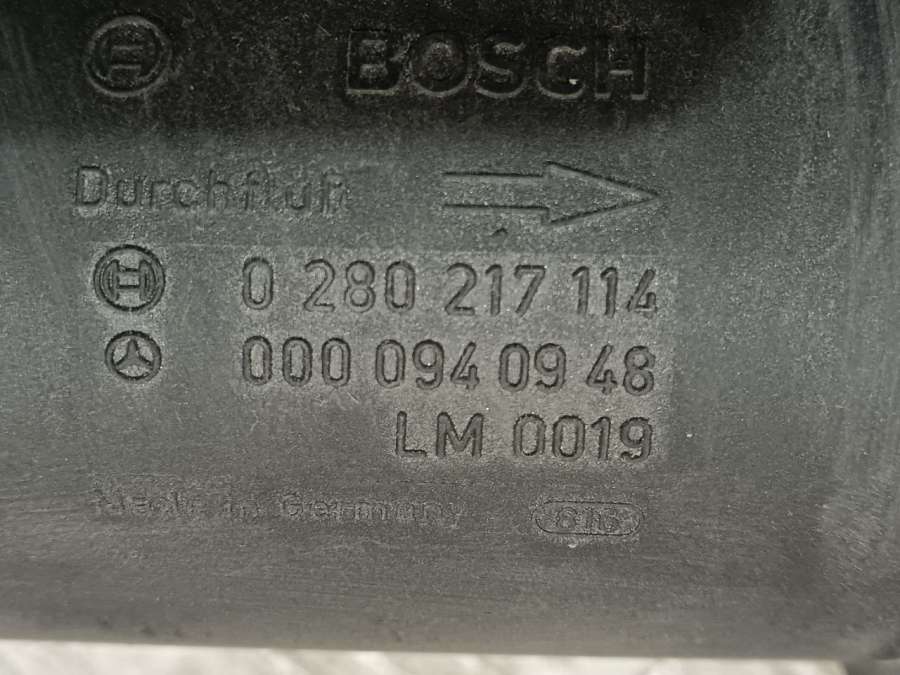 BOSCH
Durchfluß
0 280 217 114
000 094 09 48
LM 0019
Made in Germany